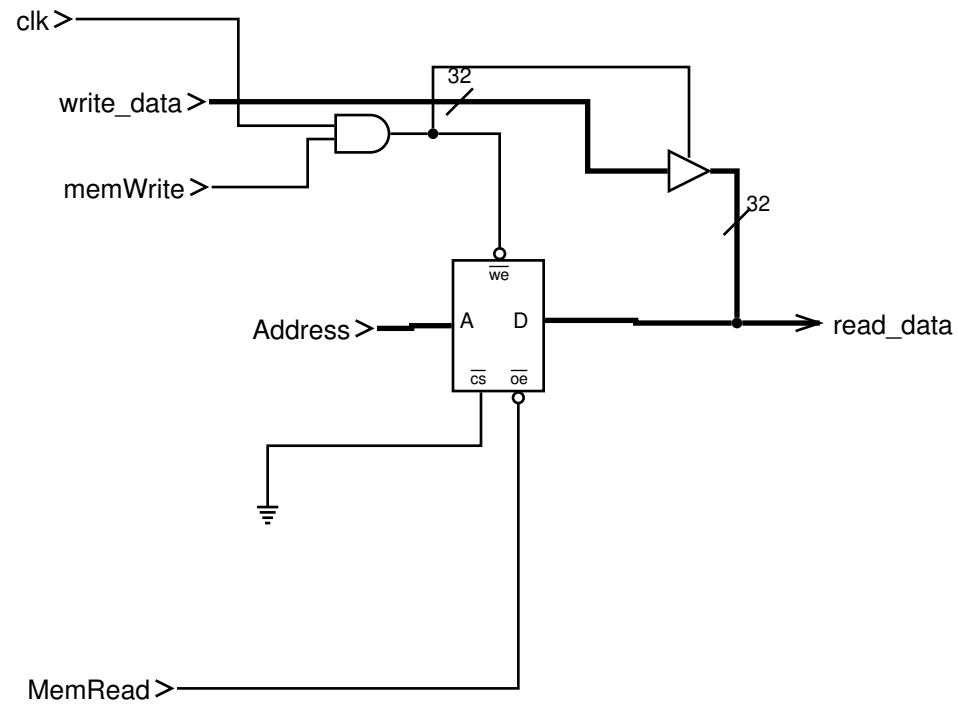 clk
32
write_data
memWrite
32
we
Address
A D
read_data
cs oe
MemRead